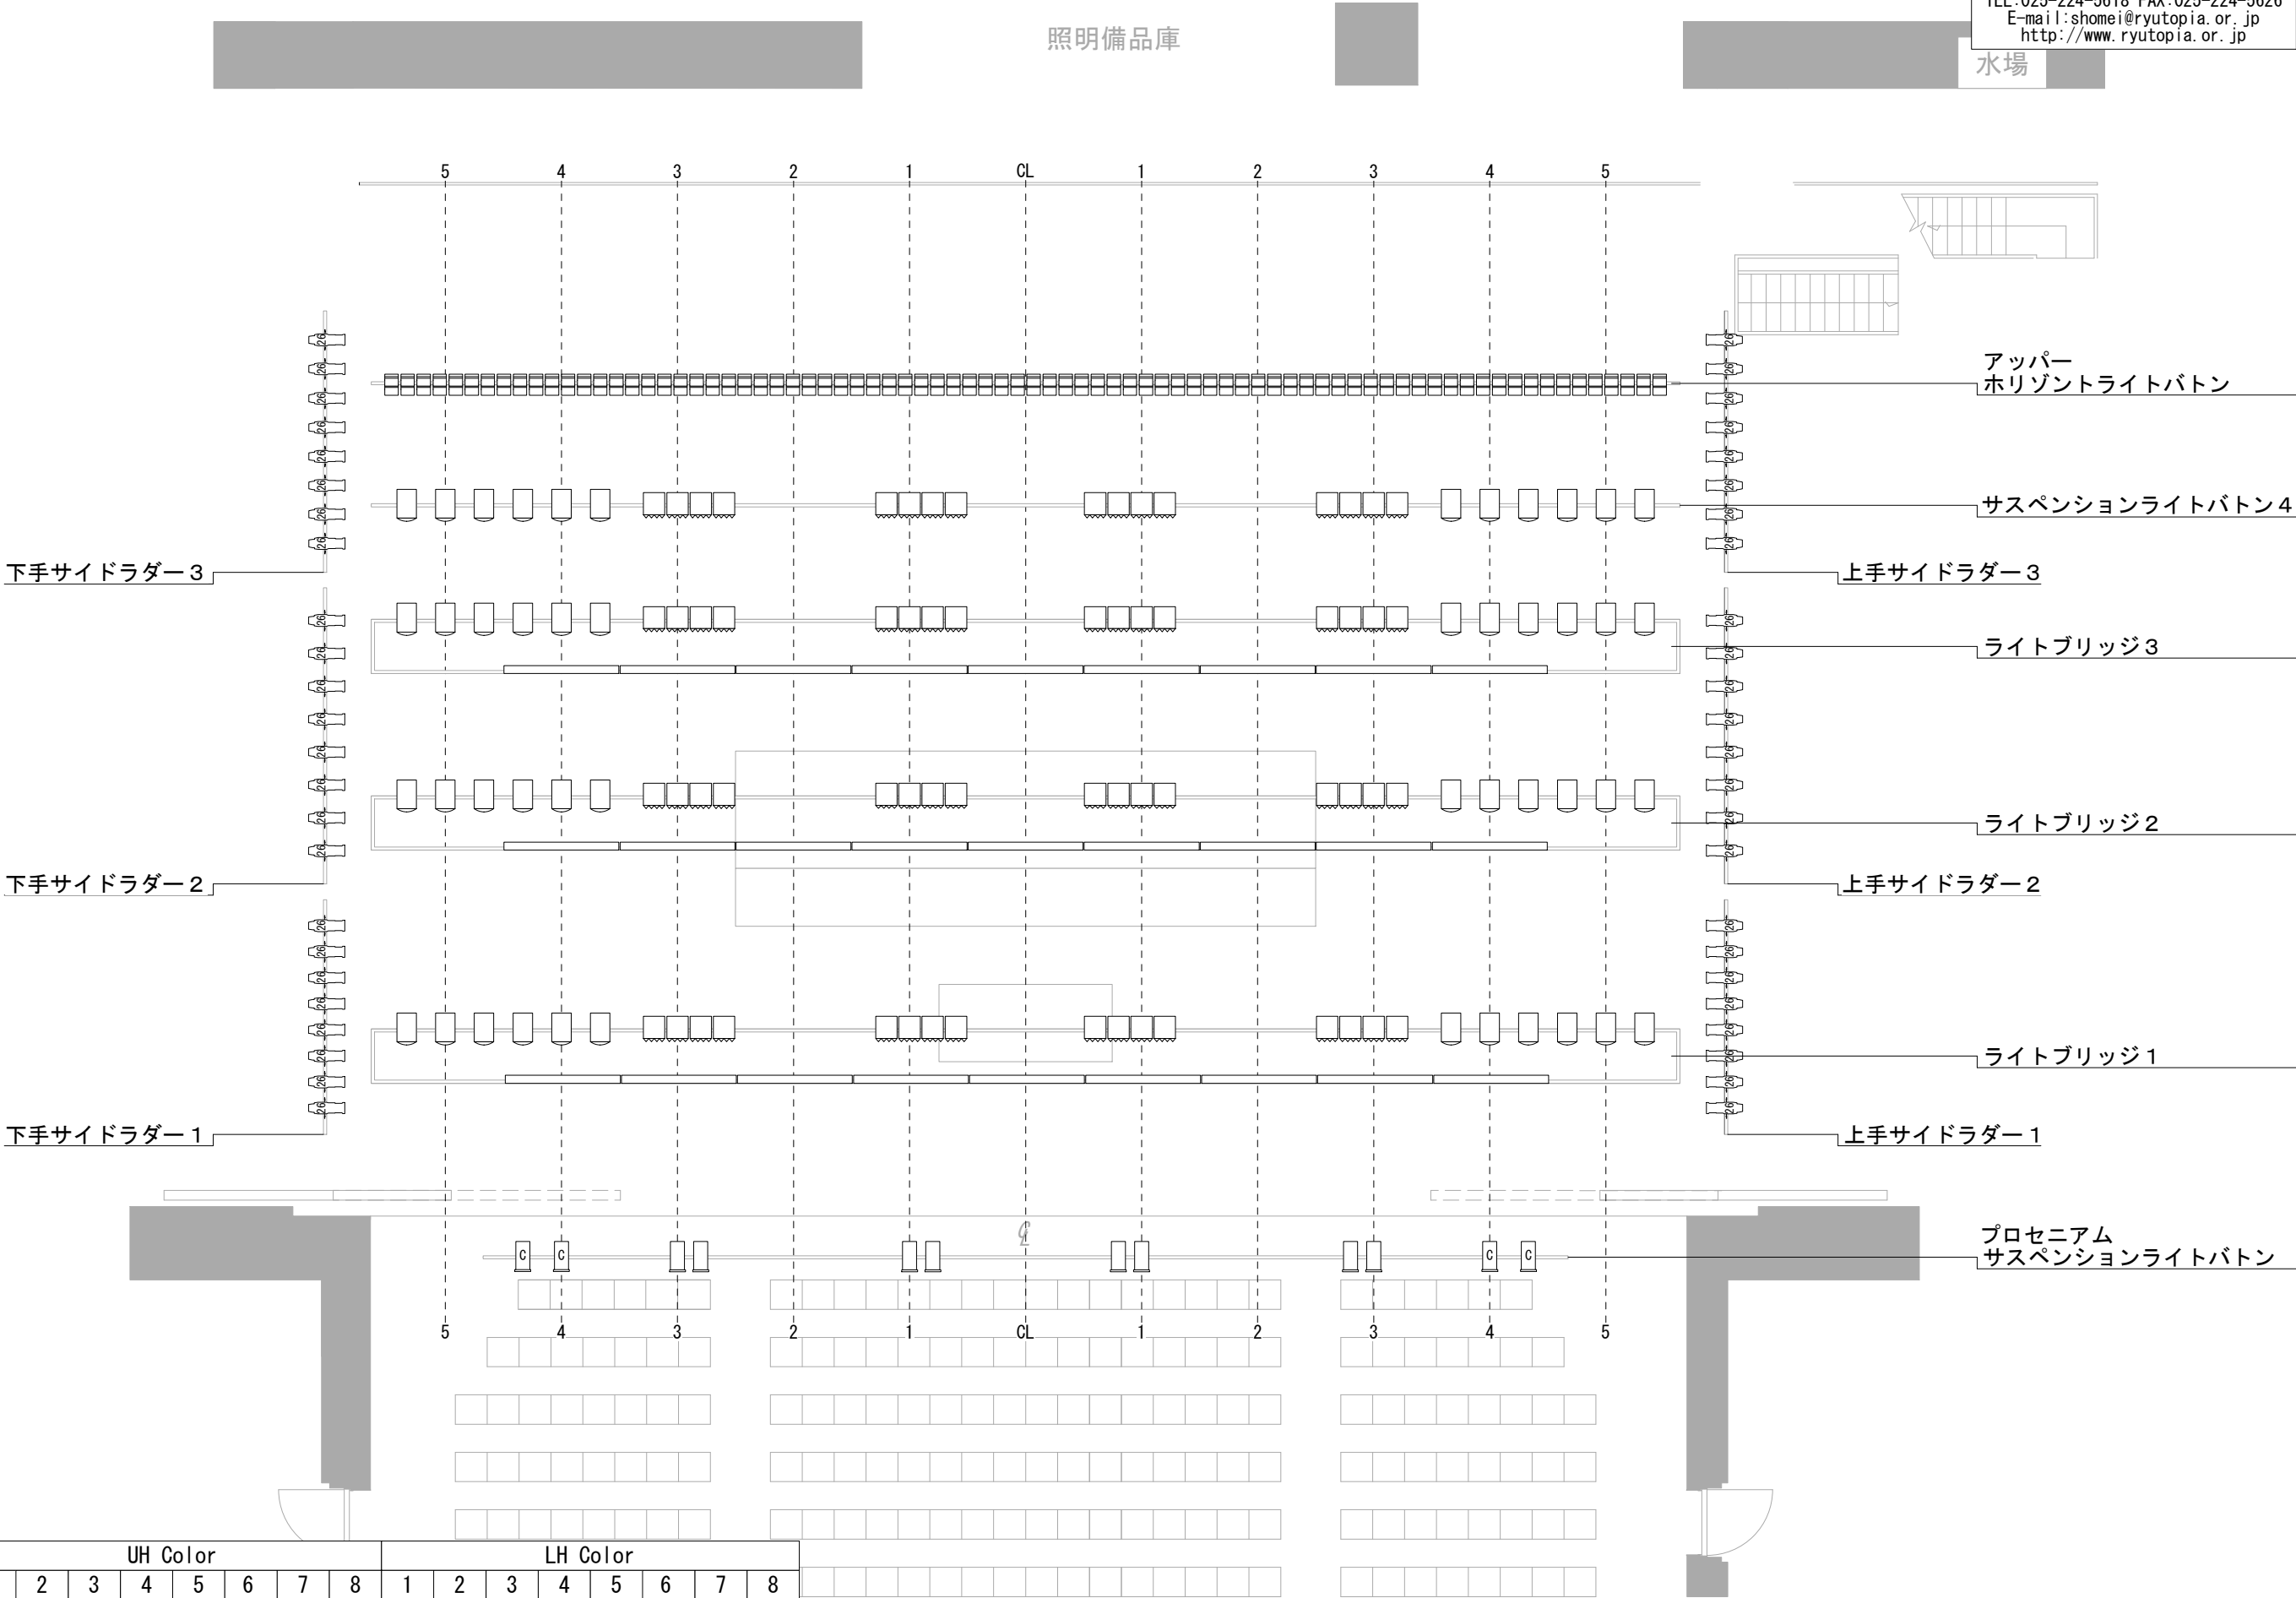 TEL:025-224-5618 FAX:025-224-5626
E-mail:shomei@ryutopia.or.jp
http://www.ryutopia.or.jp
照明備品庫
水場
5 4 3 2 1 CL 1 2 3 4 5
アッパー
ホリゾントライトバトン
サスペンションライトバトン4
下手サイドラダー3
上手サイドラダー3
ライトブリッジ3
ライトブリッジ2
下手サイドラダー2
上手サイドラダー2
ライトブリッジ1
下手サイドラダー1
上手サイドラダー1
プロセニアム
サスペンションライトバトン
C C C C
5 4 3 2 1 CL 1 2 3 4 5
UH Color LH Color
2 3 4 5 6 7 8 1 2 3 4 5 6 7 8